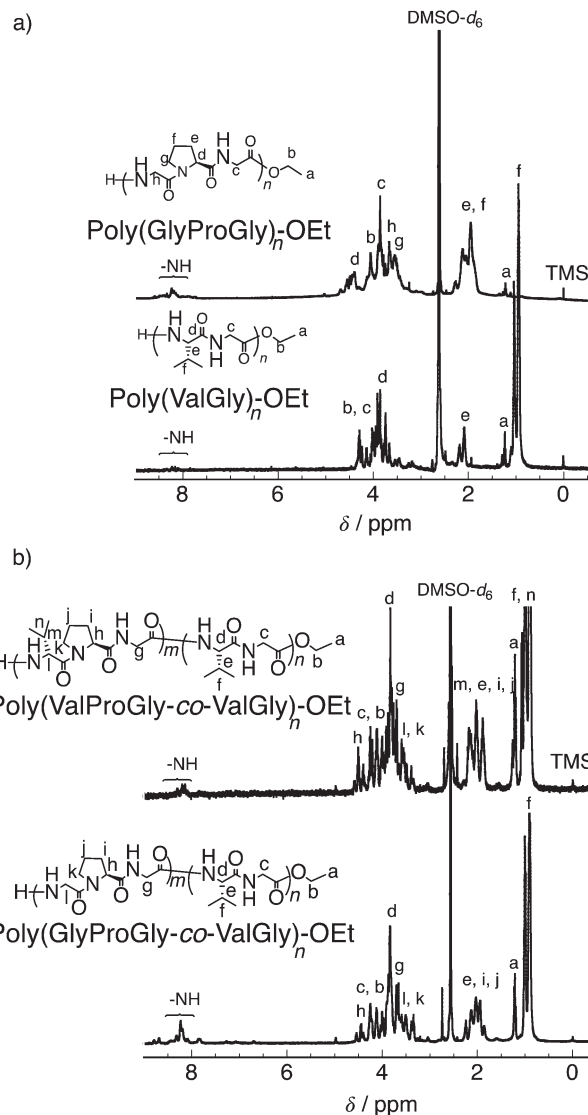 a)
DMSO-d6
f
e
g
d
H
N
H
h
O
N
O
H
N
c
O
n
O
b
a
Poly(GlyProGly)n-OEt
-NH
d
b
c
h
g
e, f
a
f
TMS
H
N
H
d
O
e
f
N
H
c
O
n
O
b
a
Poly(ValGly)n-OEt
-NH
b, c
d
e
a
8
6
4
2
0
δ / ppm
b)
DMSO-d6
n
m
j
i
k
h
H
N
H
l
O
N
O
H
N
g
O
m
H
N
d
O
e
f
N
H
c
O
n
O
b
a
Poly(ValProGly-co-ValGly)n-OEt
-NH
h
c, b
d
g
l, k
m, e, i, j
a
f, n
TMS
j
i
k
h
H
N
H
l
O
N
O
H
N
g
O
m
H
N
d
O
e
f
N
H
c
O
n
O
b
a
Poly(GlyProGly-co-ValGly)n-OEt
-NH
h
c, b
d
g
l, k
e, i, j
a
f
8
6
4
2
0
δ / ppm